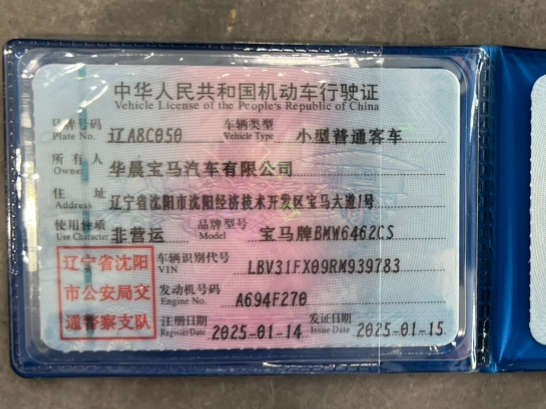 中华人民共和国机动车行驶证
Vehicle License of the People's Republic of China
号牌号码 辽A8C050 车辆类型 小型普通客车
Plate No. Vehicle Type
所有人 华晨宝马汽车有限公司
Owner
住址 辽宁省沈阳市沈阳经济技术开发区宝马大道1号
Address
使用性质 非营运 品牌型号 宝马牌BMW6462CS
Use Character Model
辽宁省沈阳
市公安局交
通警察支队
车辆识别代号 LBV31FX09RM939783
VIN
发动机号码 A694F270
Engine No.
注册日期 2025-01-14 发证日期 2025-01-15
Register Date Issue Date